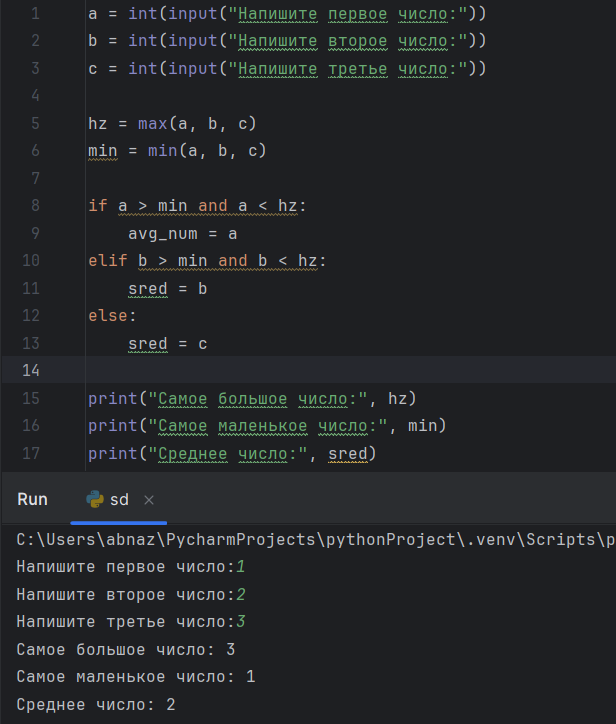 1 a = int(input("Напишите первое число:"))
2 b = int(input("Напишите второе число:"))
3 c = int(input("Напишите третье число:"))
4
5 hz = max(a, b, c)
6 min = min(a, b, c)
7
8 if a > min and a < hz:
9     avg_num = a
10 elif b > min and b < hz:
11     sred = b
12 else:
13     sred = c
14
15 print("Самое большое число:", hz)
16 print("Самое маленькое число:", min)
17 print("Среднее число:", sred)
Run sd ×
C:\Users\abnaz\PycharmProjects\pythonProject\.venv\Scripts\p
Напишите первое число:1
Напишите второе число:2
Напишите третье число:3
Самое большое число: 3
Самое маленькое число: 1
Среднее число: 2